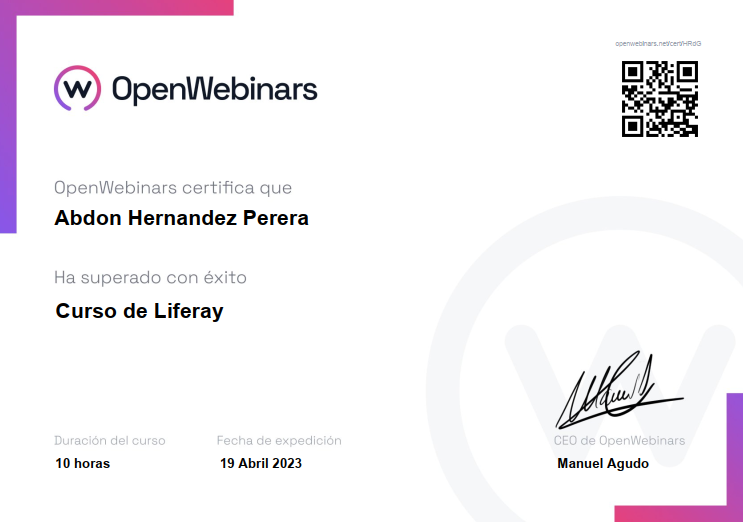 openwebinars.net/cert/HRdG
OpenWebinars
OpenWebinars certifica que
Abdon Hernandez Perera
Ha superado con éxito
Curso de Liferay
Duración del curso
Fecha de expedición
CEO de OpenWebinars
10 horas
19 Abril 2023
Manuel Agudo